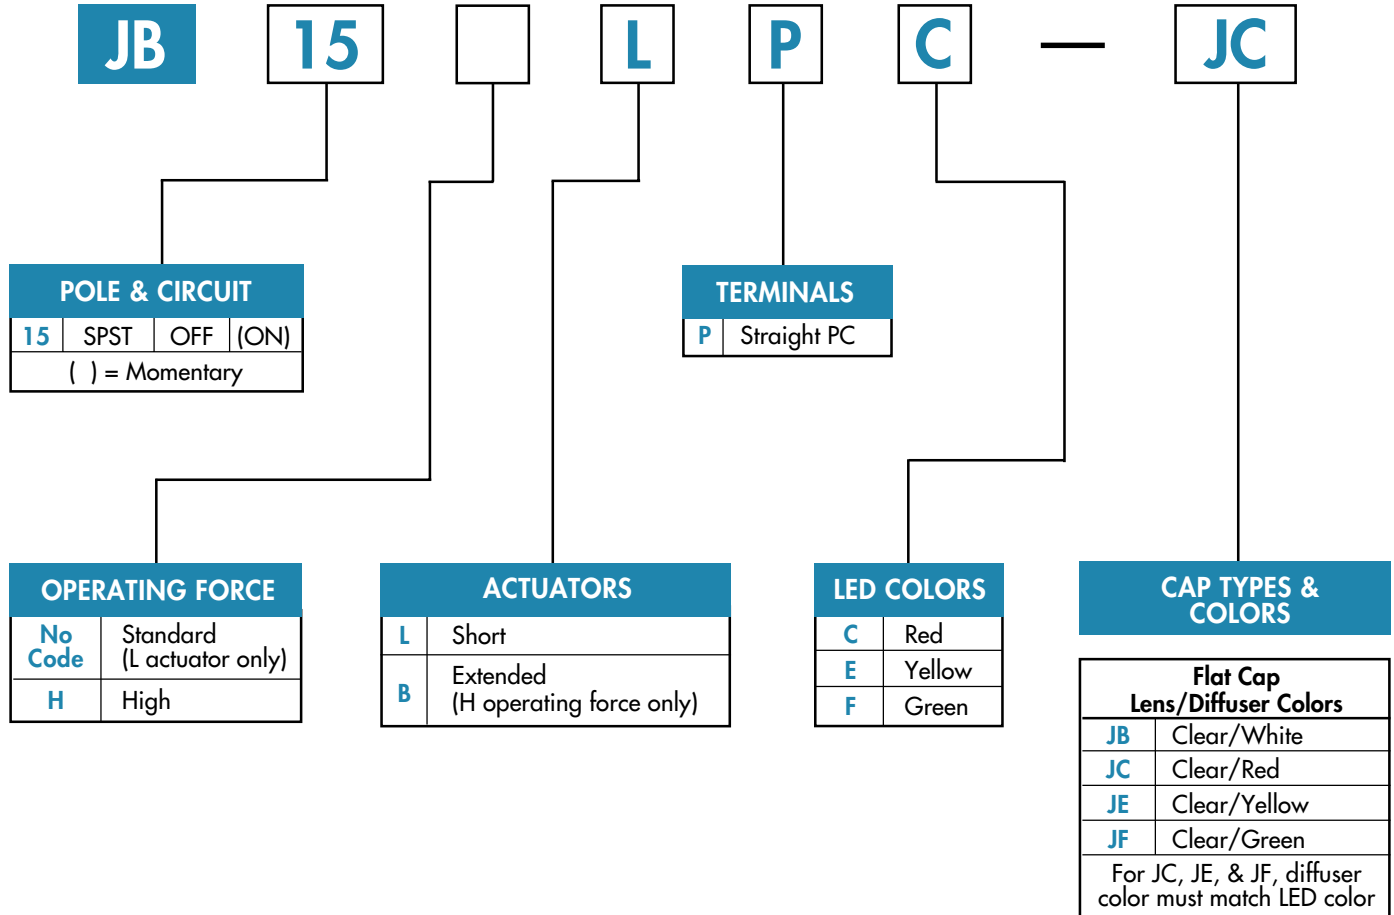 JB 15 L P C — JC
POLE & CIRCUIT
15 SPST OFF (ON)
( ) = Momentary
TERMINALS
P Straight PC
OPERATING FORCE
No Standard
Code (L actuator only)
H High
ACTUATORS
L Short
B Extended
(H operating force only)
LED COLORS
C Red
E Yellow
F Green
CAP TYPES &
COLORS
Flat Cap
Lens/Diffuser Colors
JB Clear/White
JC Clear/Red
JE Clear/Yellow
JF Clear/Green
For JC, JE, & JF, diffuser
color must match LED color